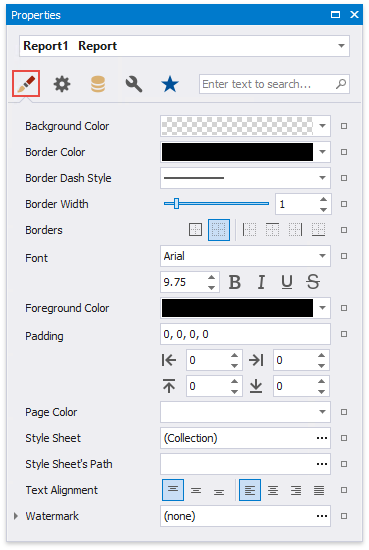 Properties
Report1 Report
Enter text to search...
Background Color
Border Color
Border Dash Style
Border Width 1
Borders
Font Arial
9.75 B I U S
Foreground Color
Padding 0, 0, 0, 0
0 0
0 0
Page Color
Style Sheet (Collection) ...
Style Sheet's Path ...
Text Alignment
Watermark (none) ...